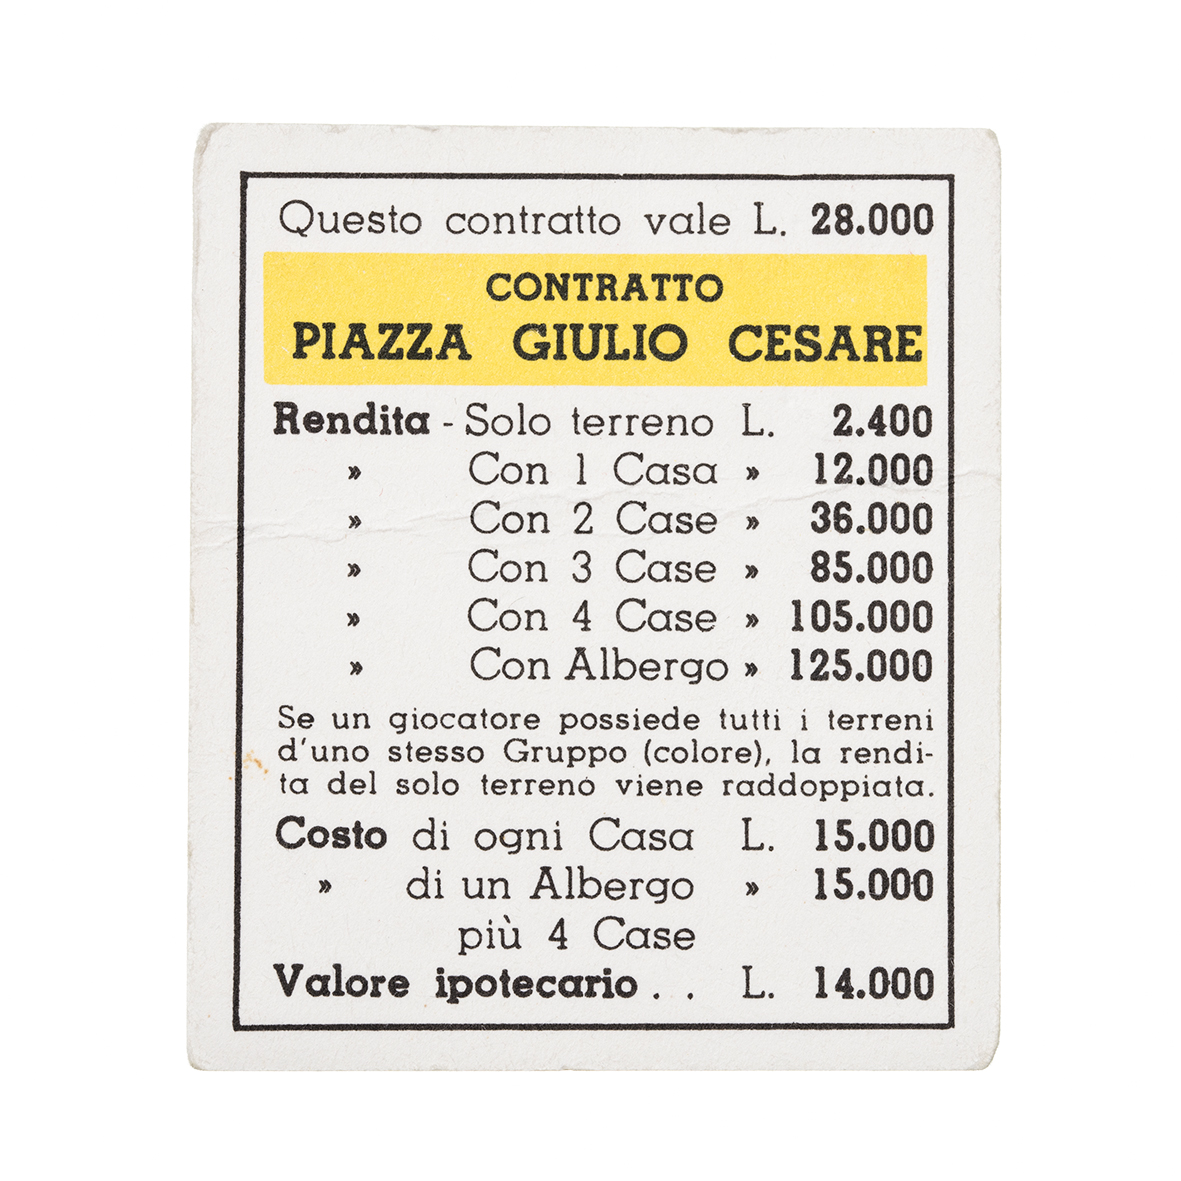 Questo contratto vale L. 28.000
CONTRATTO
PIAZZA GIULIO CESARE
Rendita - Solo terreno L. 2.400
» Con 1 Casa » 12.000
» Con 2 Case » 36.000
» Con 3 Case » 85.000
» Con 4 Case » 105.000
» Con Albergo » 125.000
Se un giocatore possiede tutti i terreni
d'uno stesso Gruppo (colore), la rendi-
ta del solo terreno viene raddoppiata.
Costo di ogni Casa L. 15.000
» di un Albergo » 15.000
più 4 Case
Valore ipotecario . . L. 14.000